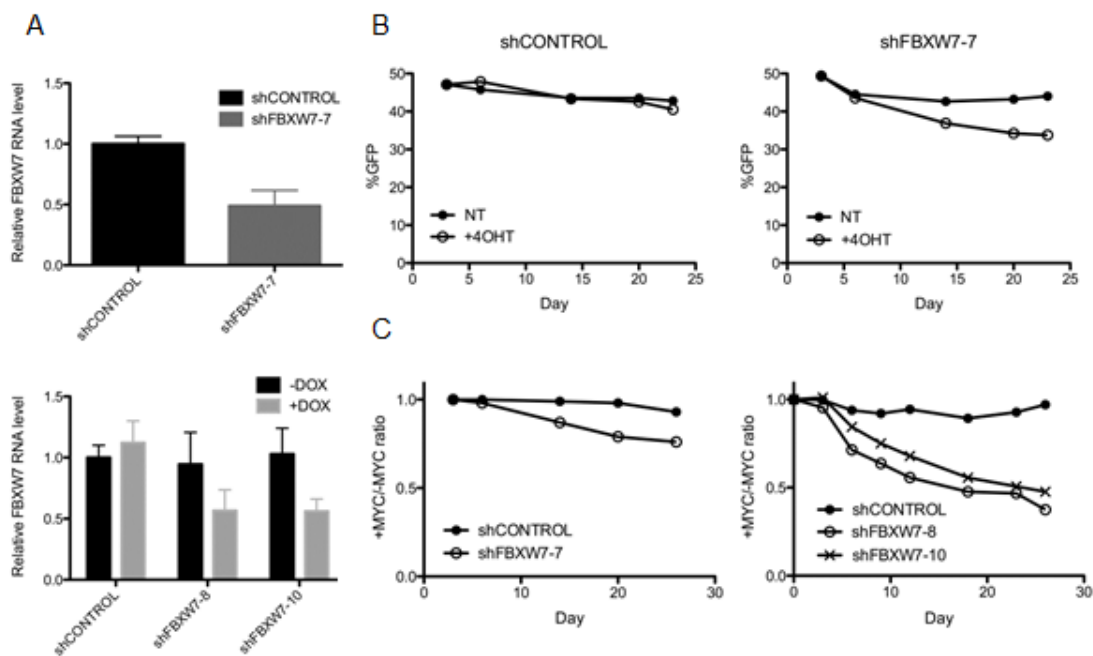 A
Relative FBXW7 RNA level
1.5
1.0
0.5
0.0
shCONTROL
shFBXW7-7
shCONTROL
shFBXW7-7
B
shCONTROL
%GFP
50
40
30
20
10
0
NT
+4OHT
0 5 10 15 20 25
Day
shFBXW7-7
%GFP
50
40
30
20
10
0
NT
+4OHT
0 5 10 15 20 25
Day
Relative FBXW7 RNA level
1.5
1.0
0.5
0.0
-DOX
+DOX
shCONTROL
shFBXW7-8
shFBXW7-10
C
+MYC/-MYC ratio
1.0
0.5
0.0
shCONTROL
shFBXW7-7
0 10 20 30
Day
+MYC/-MYC ratio
1.0
0.5
0.0
shCONTROL
shFBXW7-8
shFBXW7-10
0 10 20 30
Day